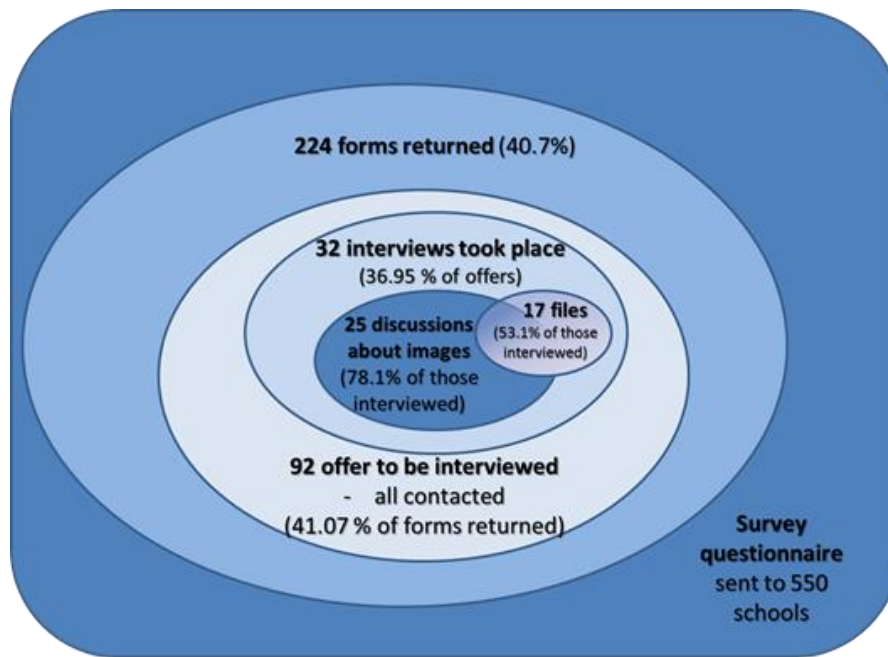 224 forms returned (40.7%)
32 interviews took place
(36.95 % of offers)
17 files
(53.1% of those
interviewed)
25 discussions
about images
(78.1% of those
interviewed)
92 offer to be interviewed
- all contacted
(41.07 % of forms returned)
Survey
questionnaire
sent to 550
schools